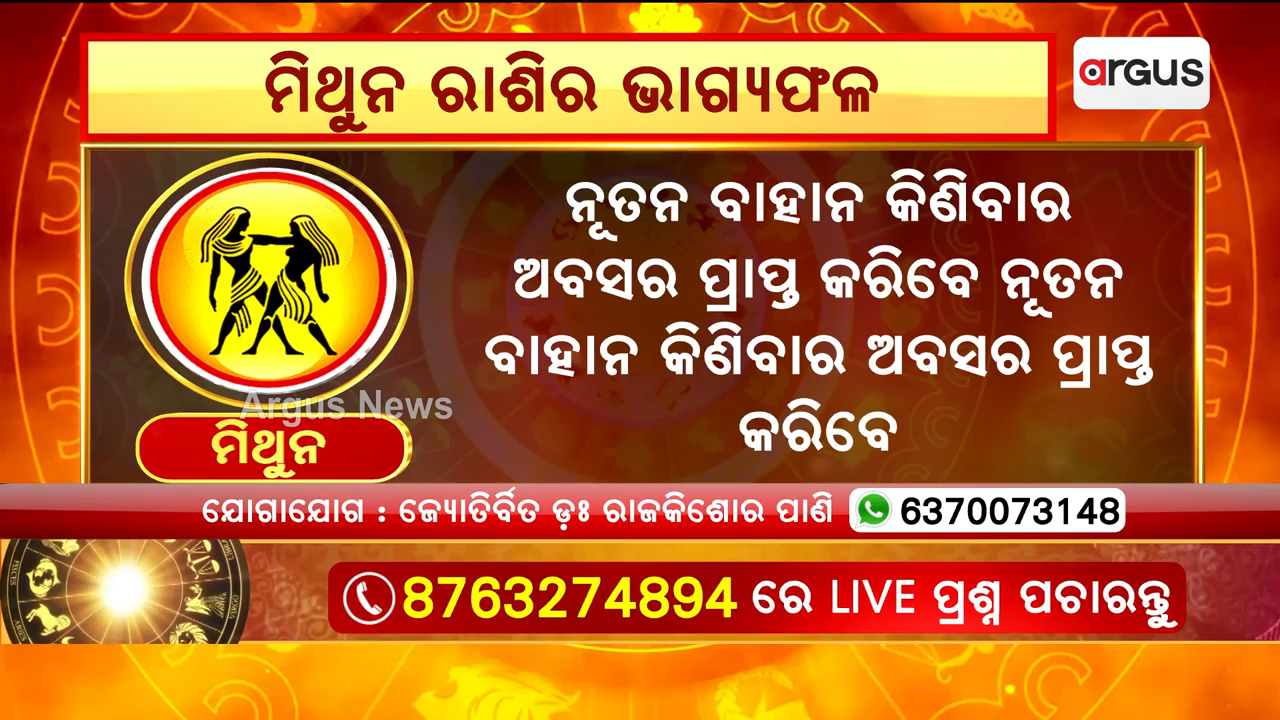 ମିଥୁନ ରାଶିର ଭାଗ୍ୟଫଳ
argus
ନୂତନ ବାହାନ କିଣିବାର
ଅବସର ପ୍ରାପ୍ତ କରିବେ ନୂତନ
ବାହାନ କିଣିବାର ଅବସର ପ୍ରାପ୍ତ
କରିବେ
Argus News
ମିଥୁନ
ଯୋଗାଯୋଗ : ଜ୍ୟୋତିର୍ବିତ ଡ଼ଃ ରାଜକିଶୋର ପାଣି 6370073148
8763274894 ରେ LIVE ପ୍ରଶ୍ନ ପଚାରନ୍ତୁ